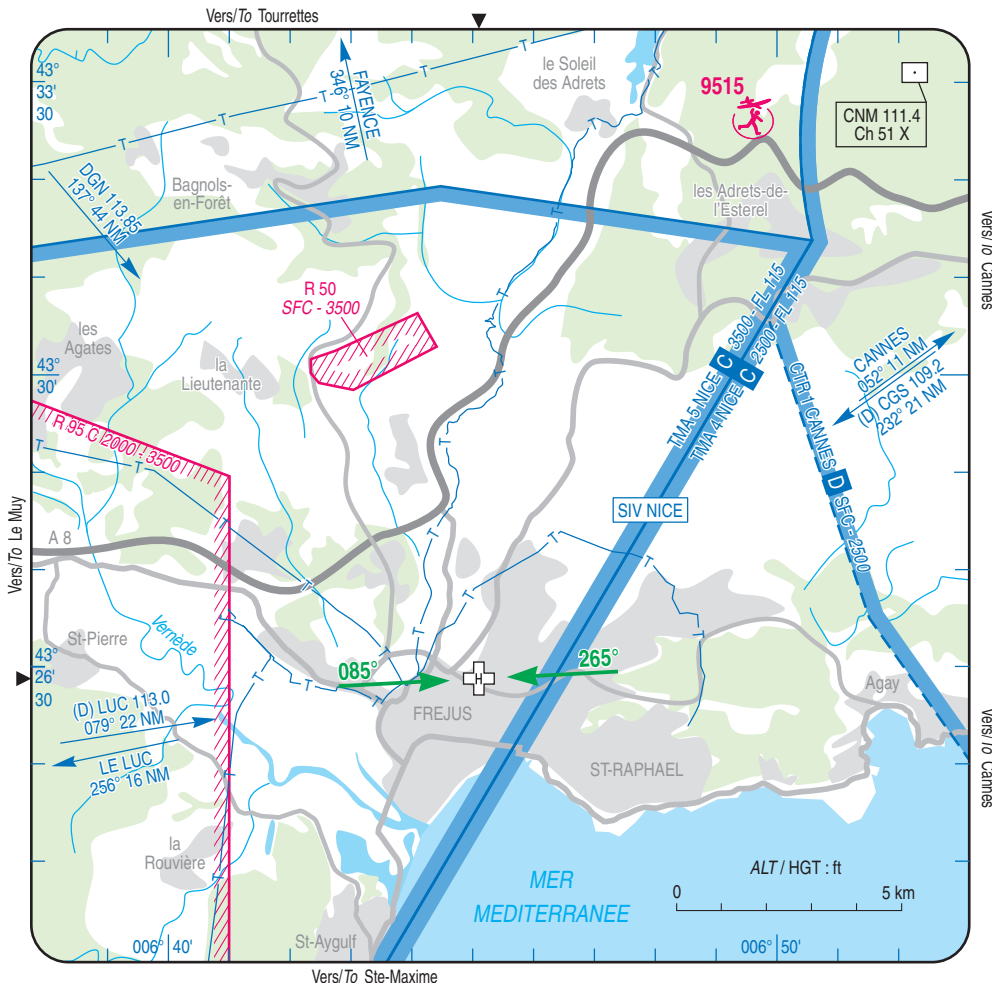 Vers/To Tourrettes
43°
33'
30
FAYENCE
346° 10 NM
le Soleil
des Adrets
9515
CNM 111.4
Ch 51 X
DGN 113.85
137° 44 NM
Bagnols-
en-Forêt
les Adrets-de-
l'Esterel
Vers/To Cannes
R 50
SFC - 3500
les
Agates
la
Lieutenante
43°
30'
TMA 5 NICE C 3500 - FL 115
TMA 4 NICE C 2500 - FL 115
CTR 1 CANNES D SFC - 2500
CANNES
052° 11 NM
(D) CGS 109.2
232° 21 NM
R 95 C (2000 - 3500
T
Vers/To Le Muy
A 8
SIV NICE
St-Pierre
Vernède
43°
26'
30
085°
H
265°
FREJUS
Agay
(D) LUC 113.0
079° 22 NM
LE LUC
256° 16 NM
ST-RAPHAEL
Vers/To Cannes
la
Rouvière
MER
MEDITERRANEE
ALT / HGT : ft
0 5 km
St-Aygulf
006° 40'
006° 50'
Vers/To Ste-Maxime